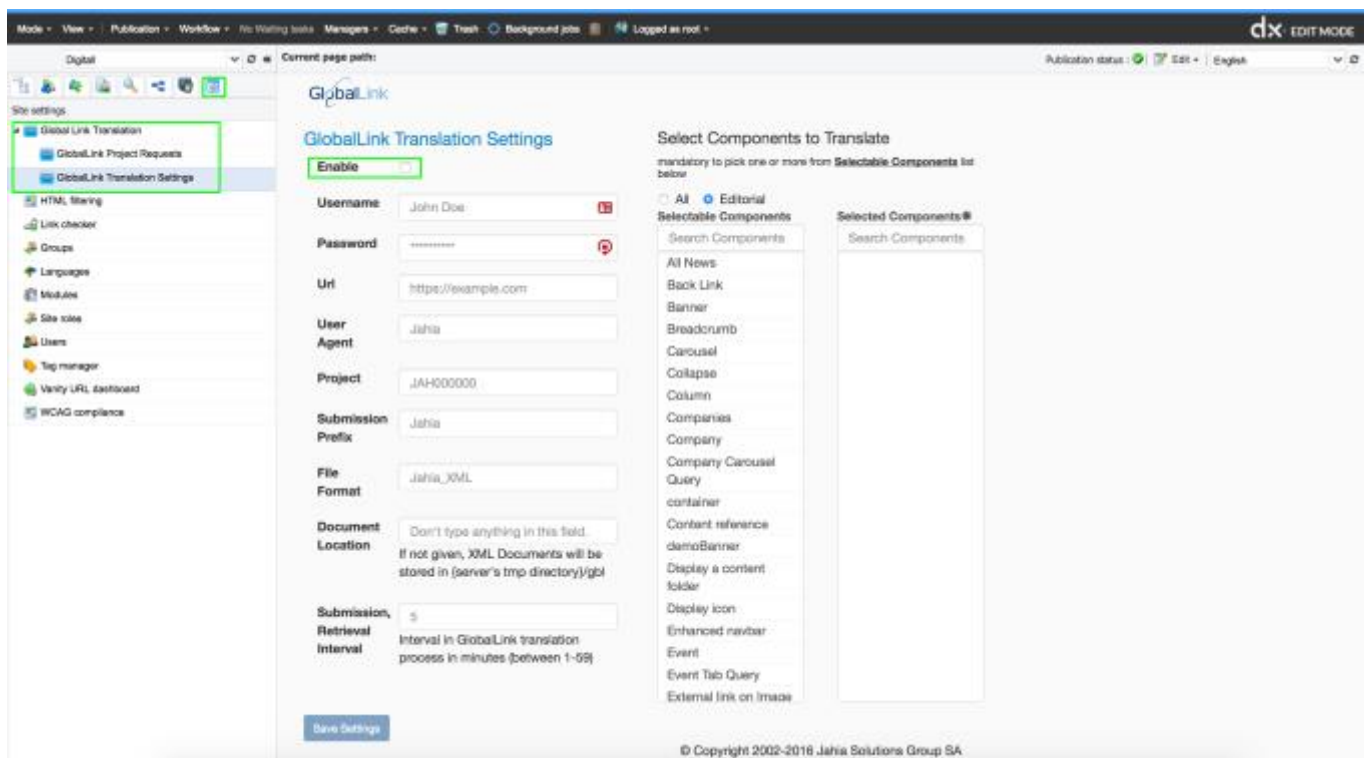 Mode View Publication Workflow No Waiting tasks Managers Cache Trash Background jobs Logged as root
dx EDIT MODE
Digital
Current page path:
Publication status : Edit English
Site settings
Global Link Translation
GlobalLink Project Requests
GlobalLink Translation Settings
HTML filtering
Link checker
Groups
Languages
Modules
Site roles
Users
Tag manager
Vanity URL dashboard
WCAG compliance
GlobalLink
GlobalLink Translation Settings
Enable
Username
John Doe
Password
••••••••••
Url
https://example.com
User
Agent
Jahia
Project
JAH000000
Submission
Prefix
Jahia
File
Format
Jahia_XML
Document
Location
Don't type anything in this field.
If not given, XML Documents will be
stored in {server's tmp directory}/gbl
Submission,
Retrieval
Interval
5
Interval in GlobalLink translation
process in minutes (between 1-59)
Save Settings
Select Components to Translate
mandatory to pick one or more from Selectable Components list
below
All Editorial
Selectable Components
Search Components
All News
Back Link
Banner
Breadcrumb
Carousel
Collapse
Column
Companies
Company
Company Carousel
Query
container
Content reference
demoBanner
Display a content
folder
Display icon
Enhanced navbar
Event
Event Tab Query
External link on Image
Selected Components
Search Components
© Copyright 2002-2016 Jahia Solutions Group SA